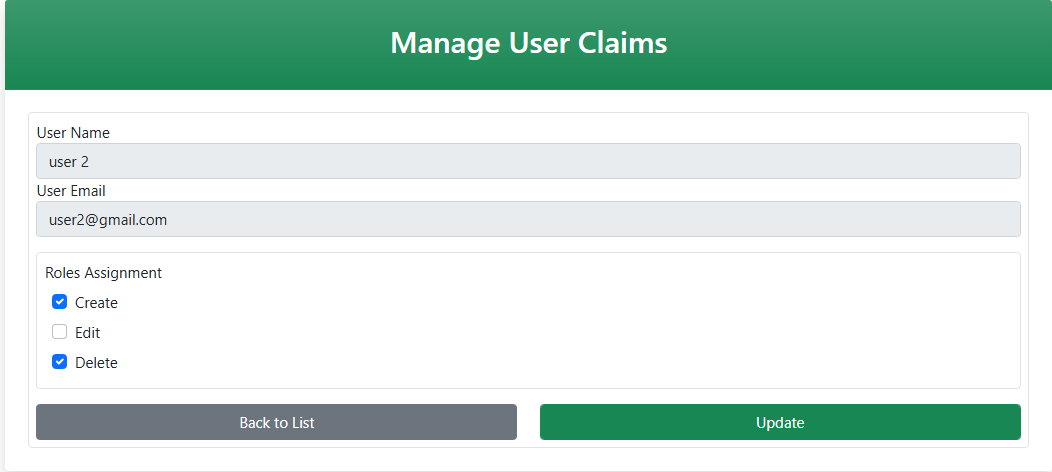 Manage User Claims
User Name
user 2
User Email
user2@gmail.com
Roles Assignment
Create
Edit
Delete
Back to List
Update